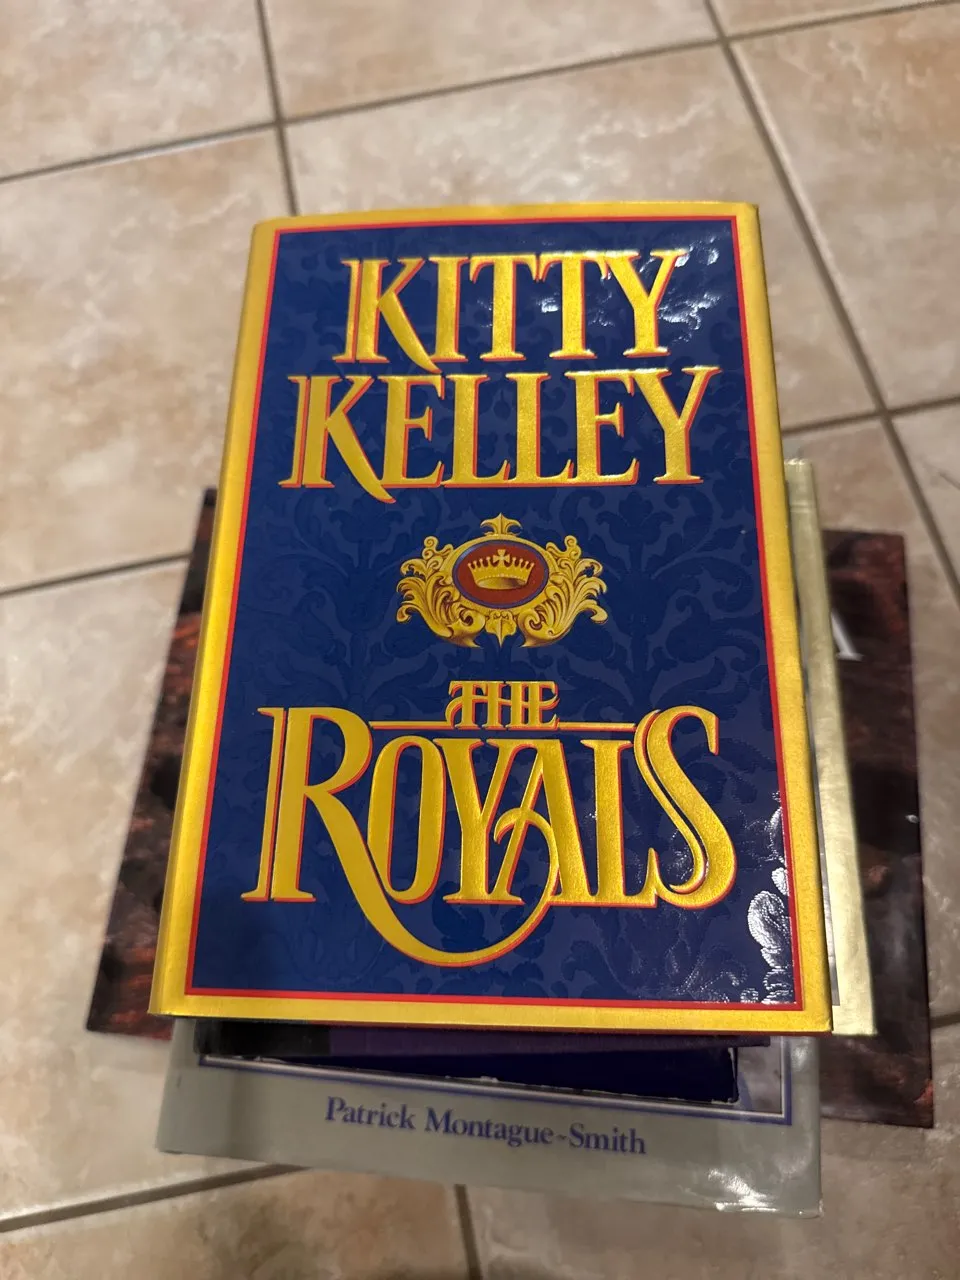 KITTY
KELLEY
THE
ROYALS
A
Patrick Montague-Smith